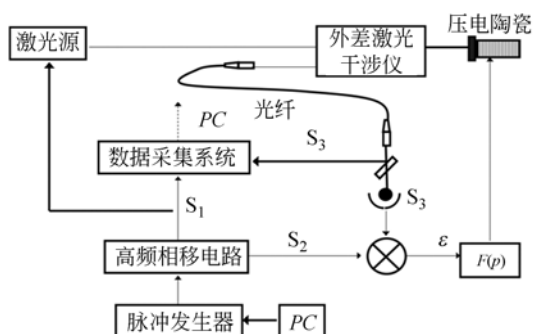 激光源
外差激光
干涉仪
压电陶瓷
光纤
PC
数据采集系统
S3
S1
S3
高频相移电路
S2
ε
F(p)
脉冲发生器
PC